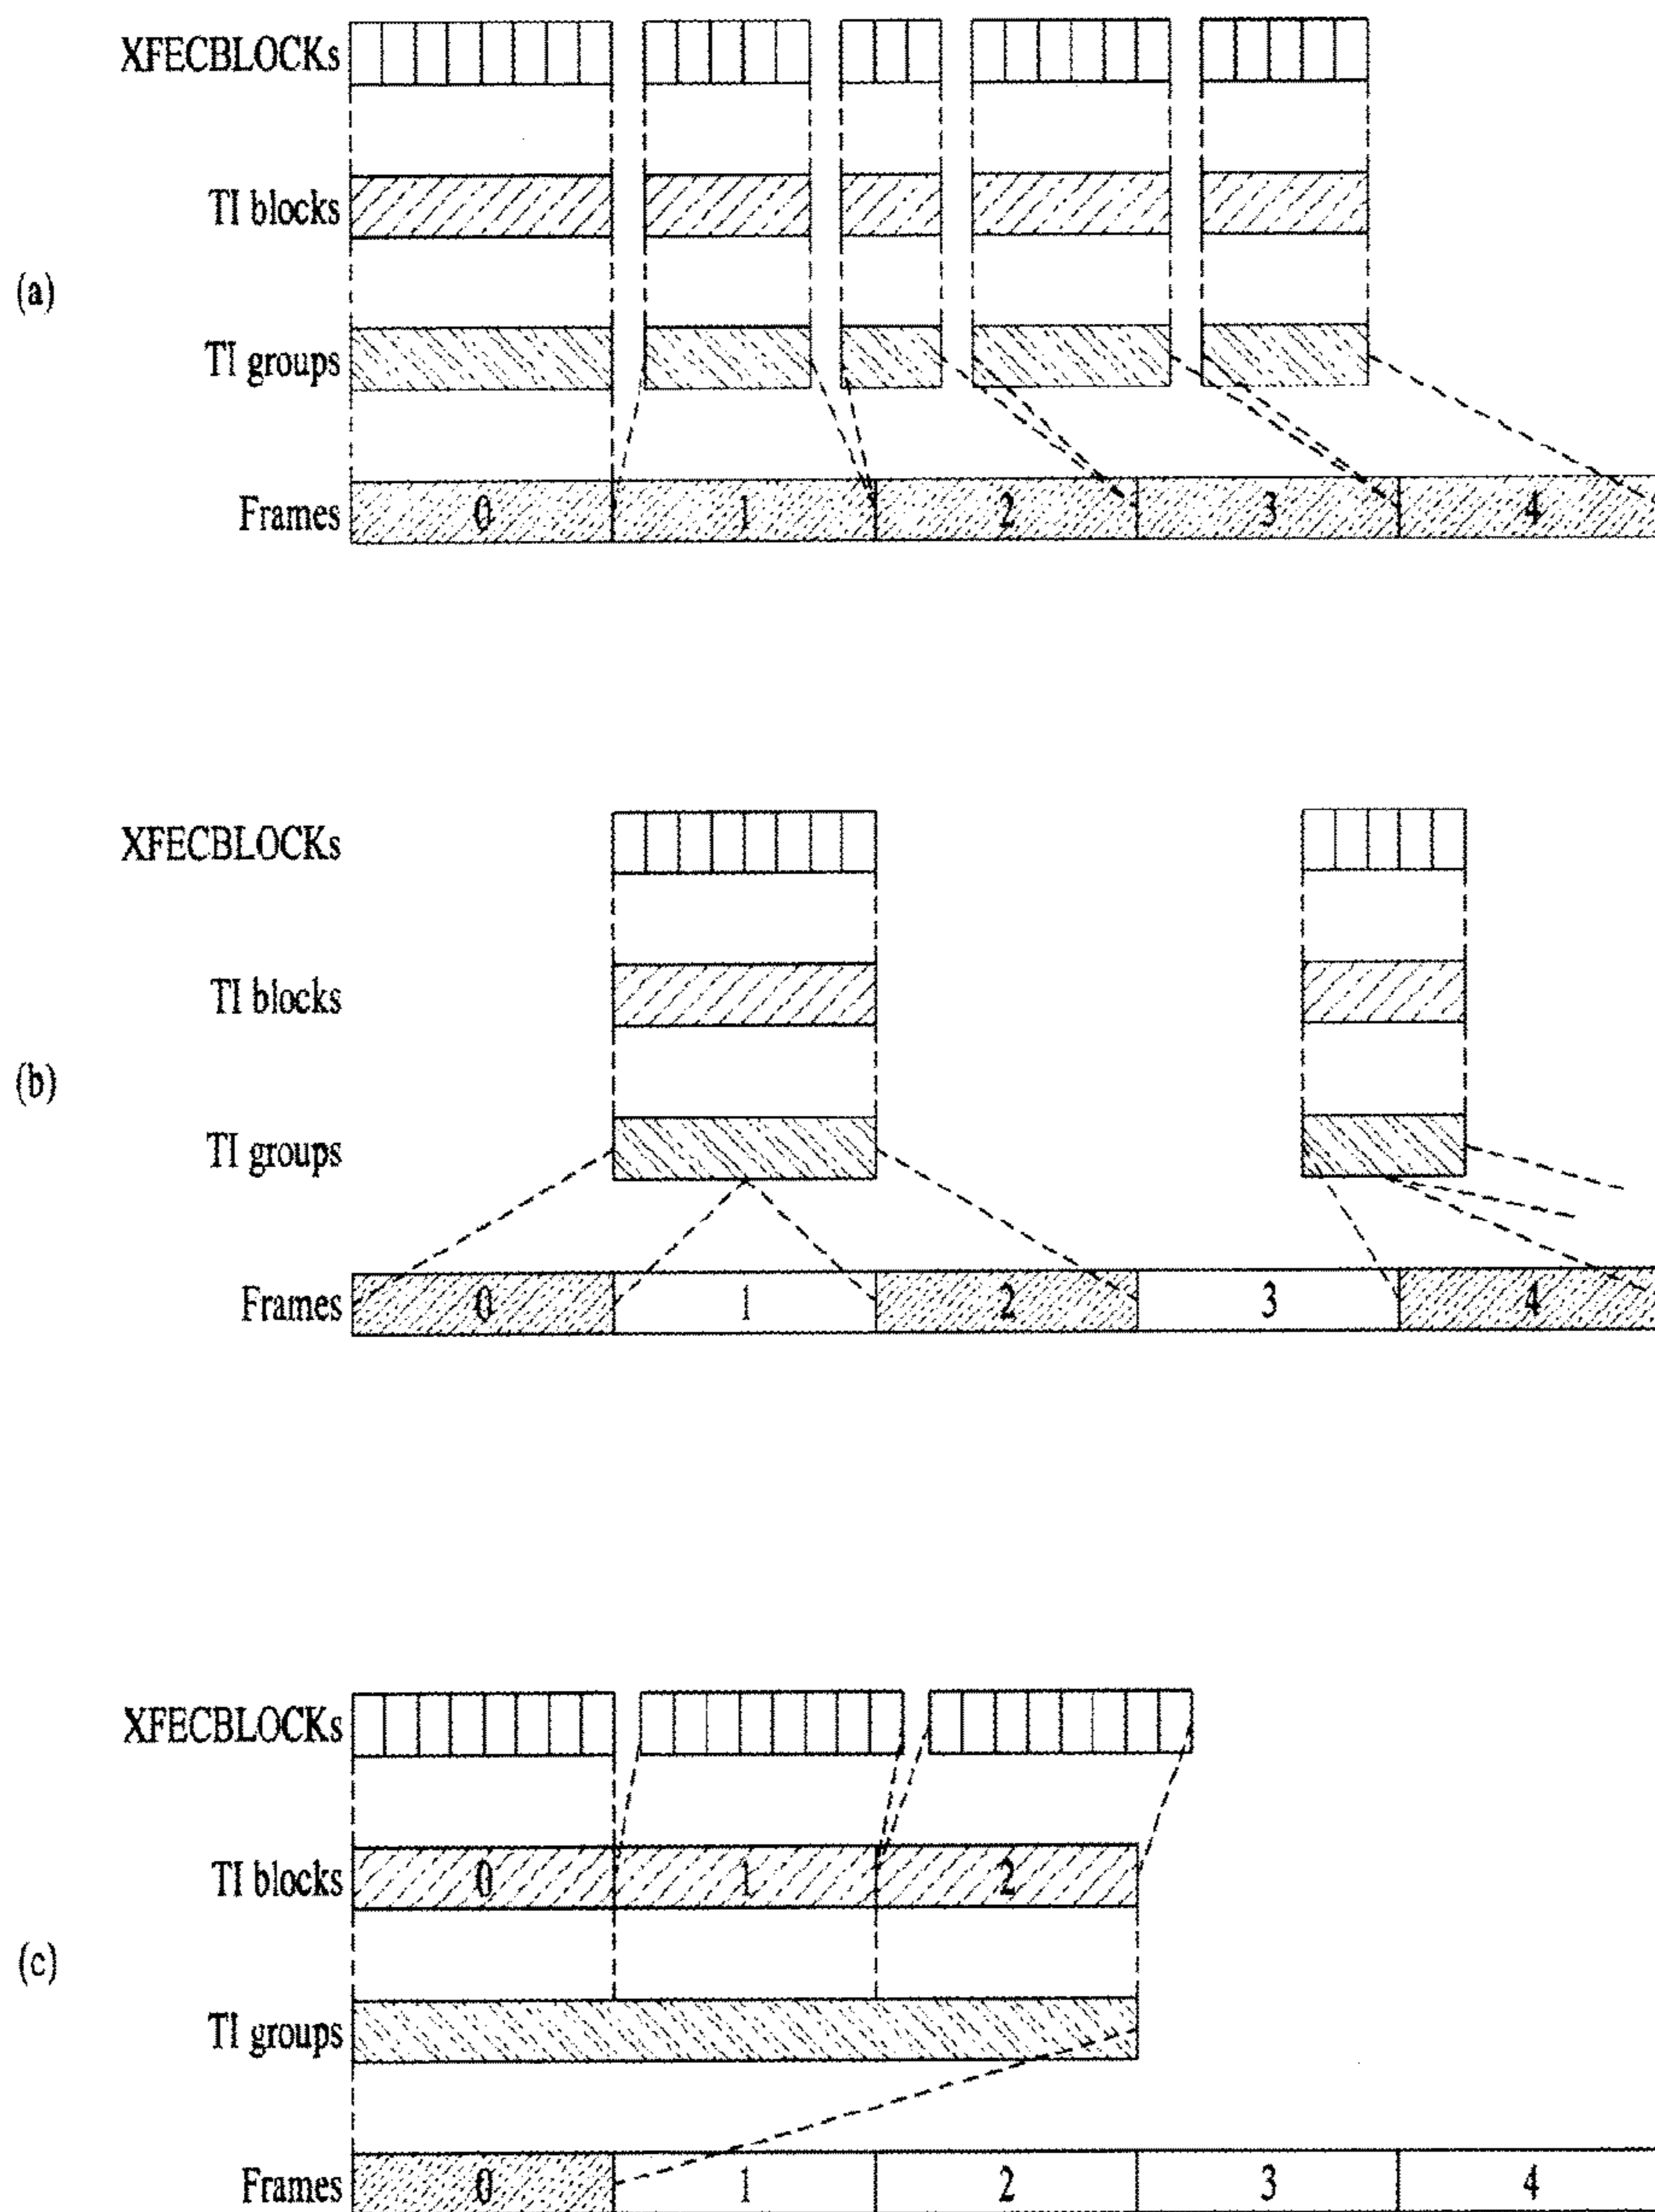 XFECBLOCKs
TI blocks
(a)
TI groups
Frames 0 1 2 3 4
XFECBLOCKs
TI blocks
(b)
TI groups
Frames 0 1 2 3 4
XFECBLOCKs
TI blocks 0 1 2
(c)
TI groups
Frames 0 1 2 3 4